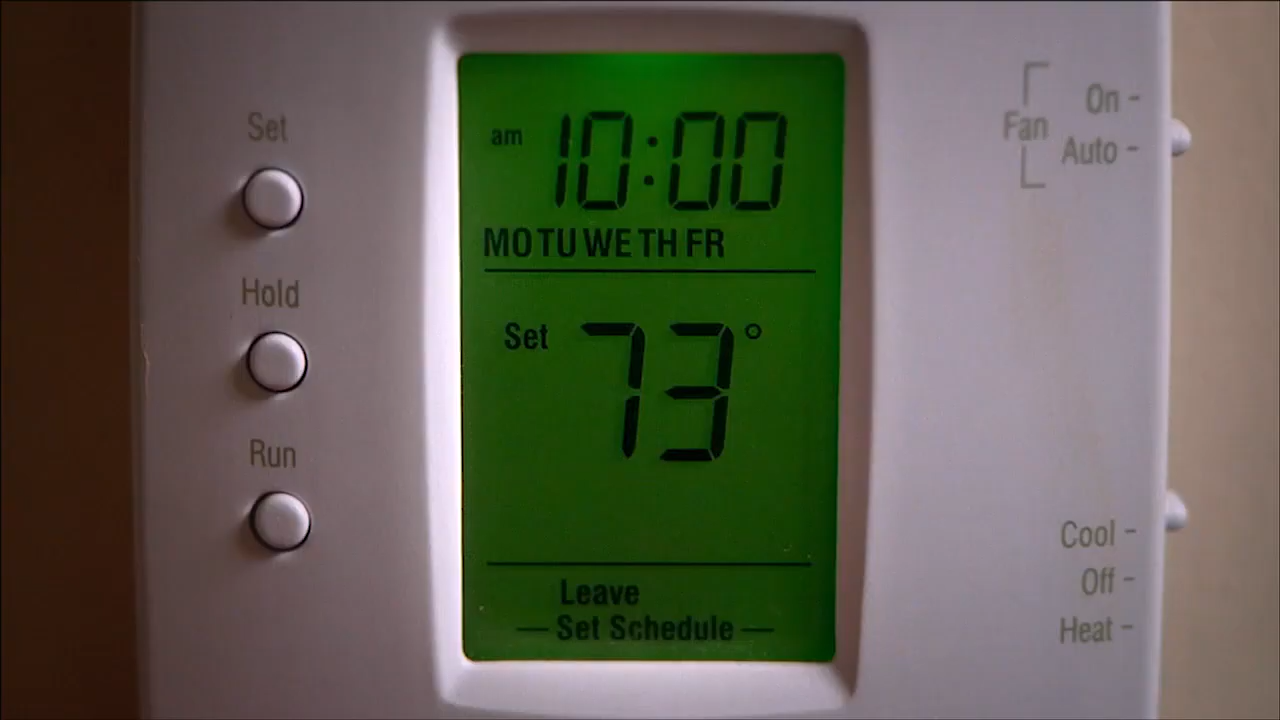 Set
Hold
Run
am 10:00
MO TU WE TH FR
Set 73°
Leave
Set Schedule
Fan
On
Auto
Cool
Off
Heat